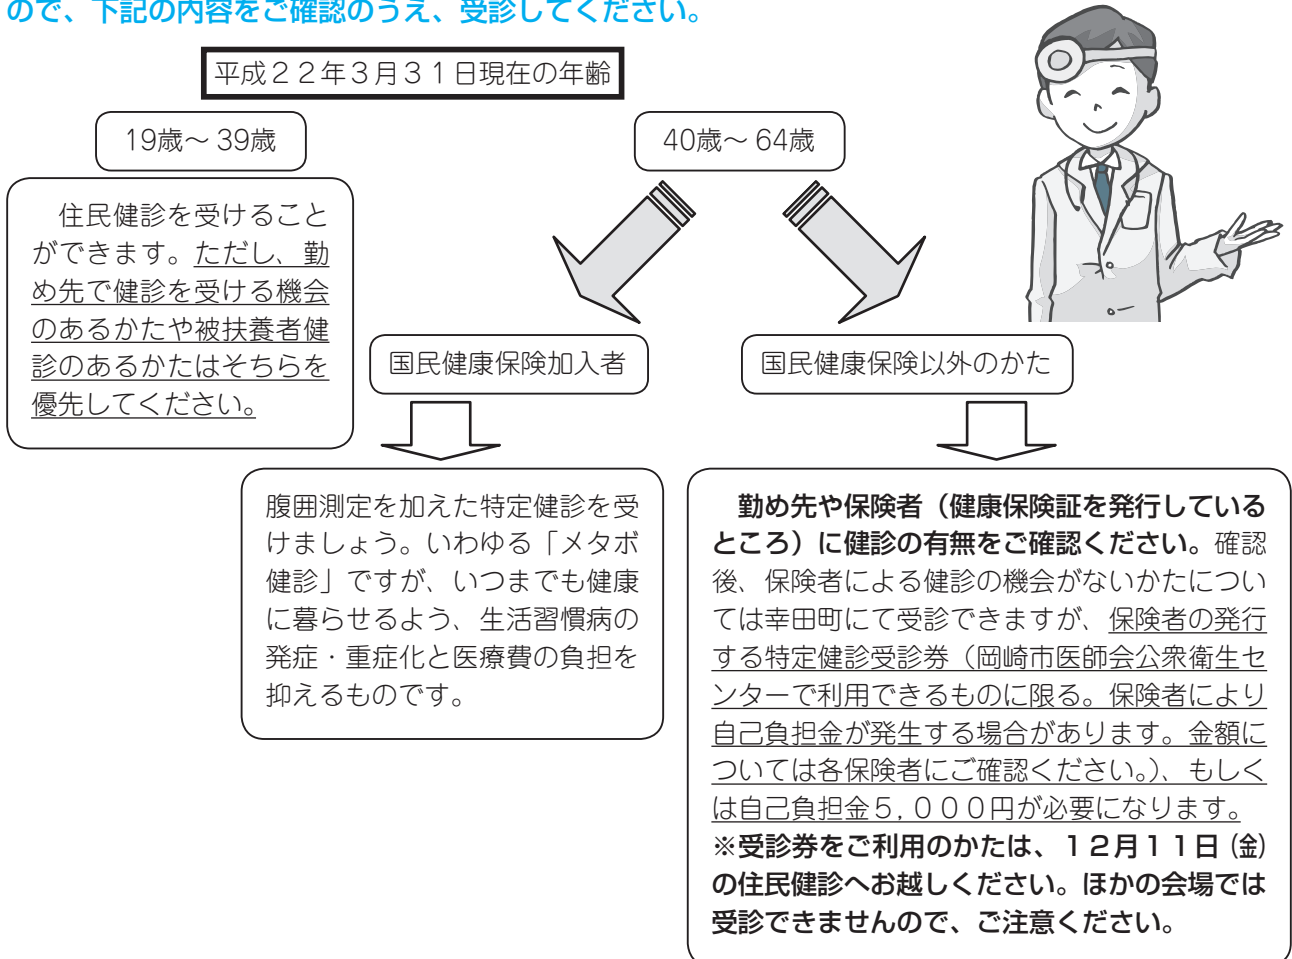 ので、下記の内容をご確認のうえ、受診してください。
平成２２年３月３１日現在の年齢
19歳～39歳
40歳～64歳
住民健診を受けること
ができます。ただし、勤
め先で健診を受ける機会
のあるかたや被扶養者健
診のあるかたはそちらを
優先してください。
国民健康保険加入者
国民健康保険以外のかた
腹囲測定を加えた特定健診を受
けましょう。いわゆる「メタボ
健診」ですが、いつまでも健康
に暮らせるよう、生活習慣病の
発症・重症化と医療費の負担を
抑えるものです。
勤め先や保険者（健康保険証を発行している
ところ）に健診の有無をご確認ください。確認
後、保険者による健診の機会がないかたについ
ては幸田町にて受診できますが、保険者の発行
する特定健診受診券（岡崎市医師会公衆衛生セ
ンターで利用できるものに限る。保険者により
自己負担金が発生する場合があります。金額に
ついては各保険者にご確認ください。）、もしく
は自己負担金５，０００円が必要になります。
※受診券をご利用のかたは、１２月１１日㈮
の住民健診へお越しください。ほかの会場では
受診できませんので、ご注意ください。